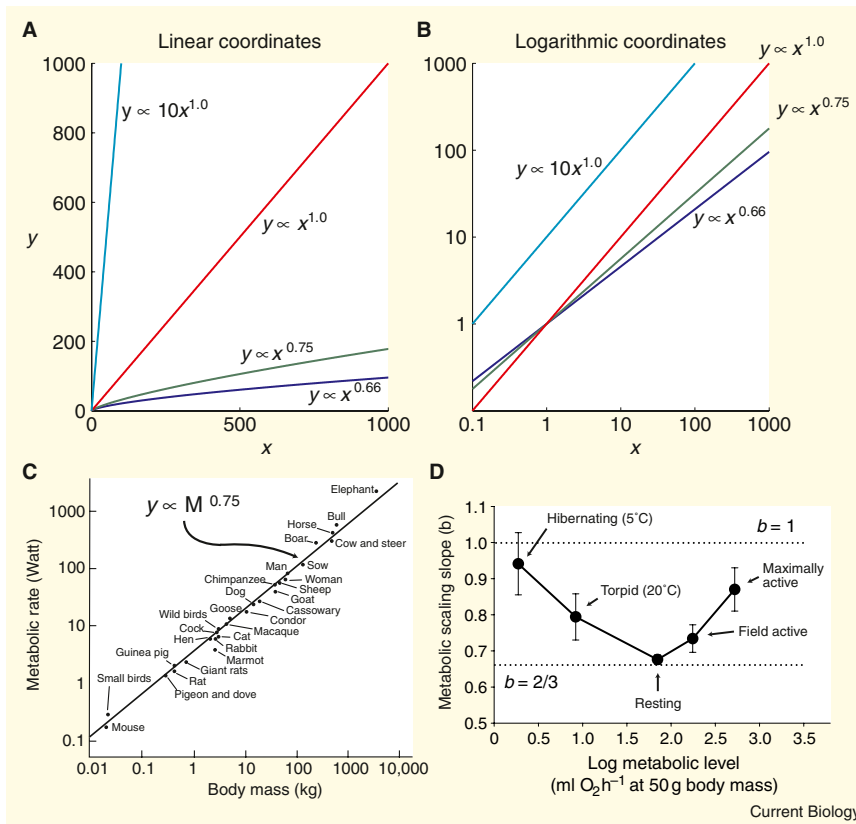 A
Linear coordinates
1000
800
600
400
200
0
y
0
500
1000
x
y ∝ 10x^1.0
y ∝ x^1.0
y ∝ x^0.75
y ∝ x^0.66
B
Logarithmic coordinates
1000
100
10
1
0.1
1
10
100
1000
x
y ∝ x^1.0
y ∝ x^0.75
y ∝ 10x^1.0
y ∝ x^0.66
C
Metabolic rate (Watt)
1000
100
10
1
0.1
0.01
0.1
1
10
100
1000
10,000
Body mass (kg)
y ∝ M^0.75
Elephant
Bull
Horse
Boar
Cow and steer
Man
Sow
Chimpanzee
Woman
Dog
Sheep
Goat
Goose
Cassowary
Wild birds
Condor
Cock
Macaque
Hen
Cat
Rabbit
Guinea pig
Marmot
Giant rats
Small birds
Rat
Pigeon and dove
Mouse
D
Metabolic scaling slope (b)
1.1
1.0
0.9
0.8
0.7
0.6
0.5
0
0.5
1.0
1.5
2.0
2.5
3.0
3.5
Log metabolic level
(ml O₂h⁻¹ at 50 g body mass)
Hibernating (5°C)
b = 1
Torpid (20°C)
Maximally
active
Field active
b = 2/3
Resting
Current Biology